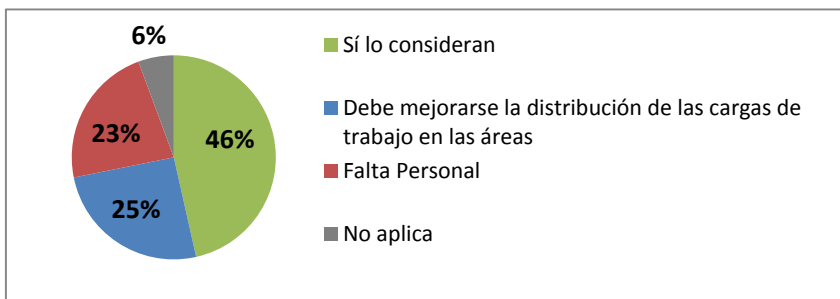 6%
46%
23%
25%
Sí lo consideran
Debe mejorarse la distribución de las cargas de
trabajo en las áreas
Falta Personal
No aplica